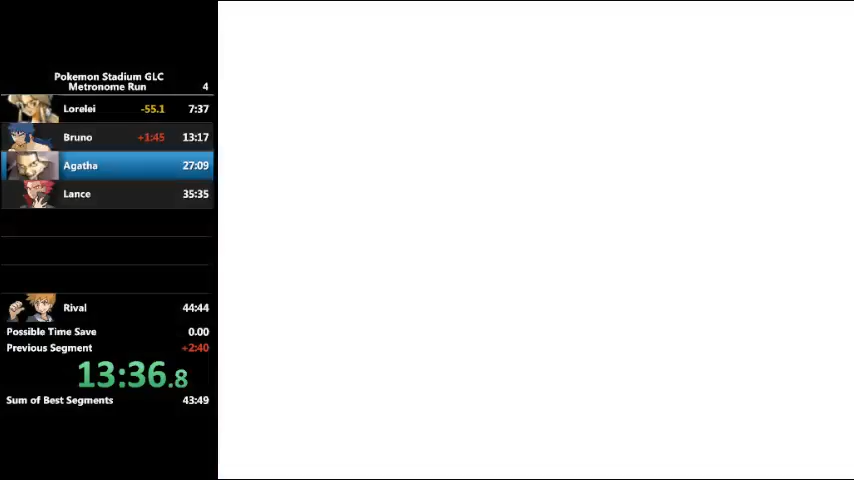 Pokemon Stadium GLC
Metronome Run 4
Lorelei -55.1 7:37
Bruno +1:45 13:17
Agatha 27:09
Lance 35:35
Rival 44:44
Possible Time Save 0.00
Previous Segment +2:40
13:36.8
Sum of Best Segments 43:49